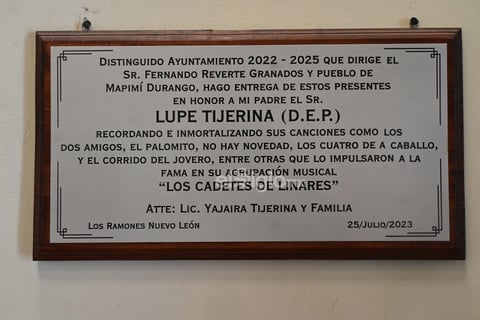 Distinguido Ayuntamiento 2022 - 2025 que dirige el
Sr. Fernando Reverte Granados y pueblo de
Mapimí Durango, hago entrega de estos presentes
en honor a mi padre el Sr.
LUPE TIJERINA (D.E.P.)
recordando e inmortalizando sus canciones como los
dos amigos, el palomito, no hay novedad, los cuatro de a caballo,
y el corrido del jovero, entre otras que lo impulsaron a la
fama en su agrupación musical
elsiglo
"LOS CADETES DE LINARES"
Atte: Lic. Yajaira Tijerina y Familia
Los Ramones Nuevo León
25/Julio/2023